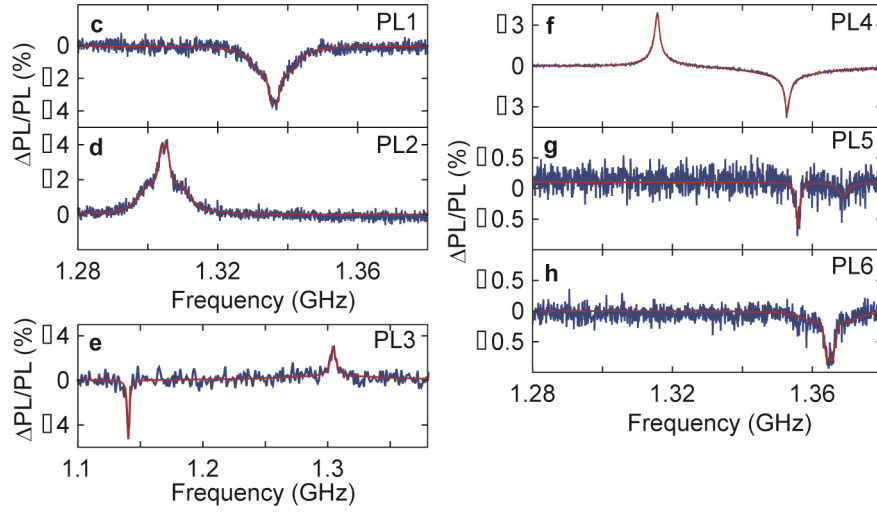 c PL1
0
▯2
▯4
ΔPL/PL (%)
▯4 d PL2
▯2
0
1.28 1.32 1.36
Frequency (GHz)
▯4 e PL3
0
▯4
ΔPL/PL (%)
1.1 1.2 1.3
Frequency (GHz)
▯3 f PL4
0
▯3
▯0.5 g PL5
0
▯0.5
ΔPL/PL (%)
▯0.5 h PL6
0
▯0.5
1.28 1.32 1.36
Frequency (GHz)